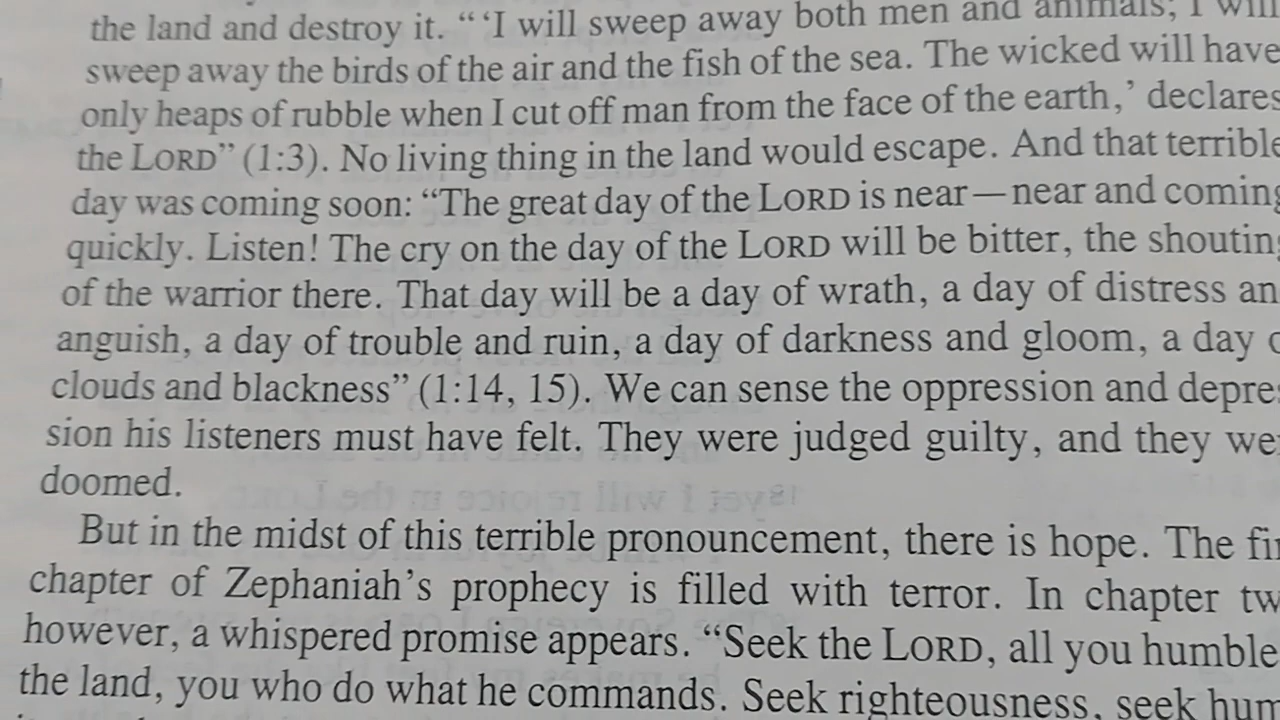 the land and destroy it. “ ‘I will sweep away both men and animals; I will
sweep away the birds of the air and the fish of the sea. The wicked will have
only heaps of rubble when I cut off man from the face of the earth,’ declares
the LORD” (1:3). No living thing in the land would escape. And that terrible
day was coming soon: “The great day of the LORD is near—near and coming
quickly. Listen! The cry on the day of the LORD will be bitter, the shouting
of the warrior there. That day will be a day of wrath, a day of distress an
anguish, a day of trouble and ruin, a day of darkness and gloom, a day
clouds and blackness” (1:14, 15). We can sense the oppression and depres
sion his listeners must have felt. They were judged guilty, and they we
doomed.
But in the midst of this terrible pronouncement, there is hope. The fi
chapter of Zephaniah’s prophecy is filled with terror. In chapter tw
however, a whispered promise appears. “Seek the LORD, all you humble
the land, you who do what he commands. Seek righteousness, seek hum